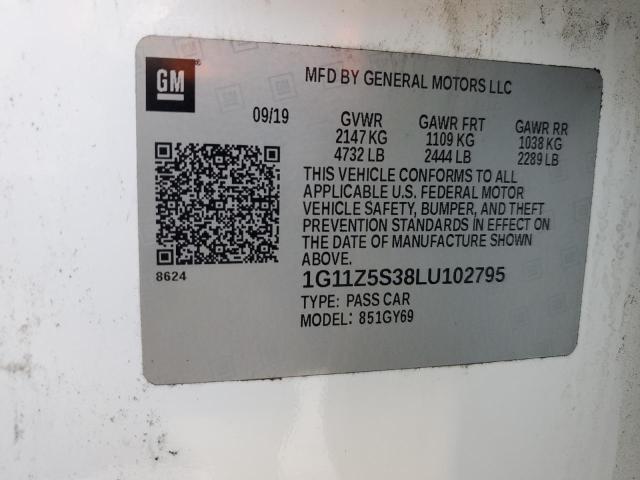 GM
MFD BY GENERAL MOTORS LLC
09/19 GVWR GAWR FRT GAWR RR
2147 KG 1109 KG 1038 KG
4732 LB 2444 LB 2289 LB
THIS VEHICLE CONFORMS TO ALL
APPLICABLE U.S. FEDERAL MOTOR
VEHICLE SAFETY, BUMPER, AND THEFT
PREVENTION STANDARDS IN EFFECT ON
THE DATE OF MANUFACTURE SHOWN
ABOVE.
8624
1G11Z5S38LU102795
TYPE: PASS CAR
MODEL: 851GY69